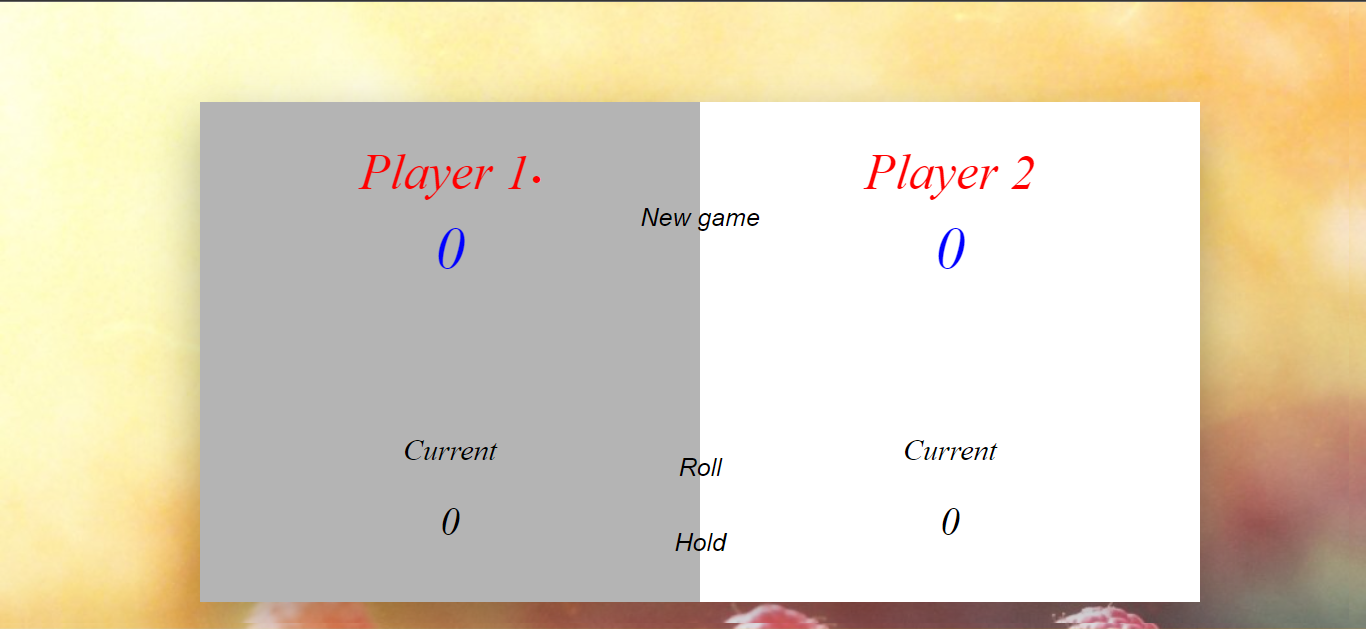 Player 1•
0
Current
0
New game
Roll
Hold
Player 2
0
Current
0